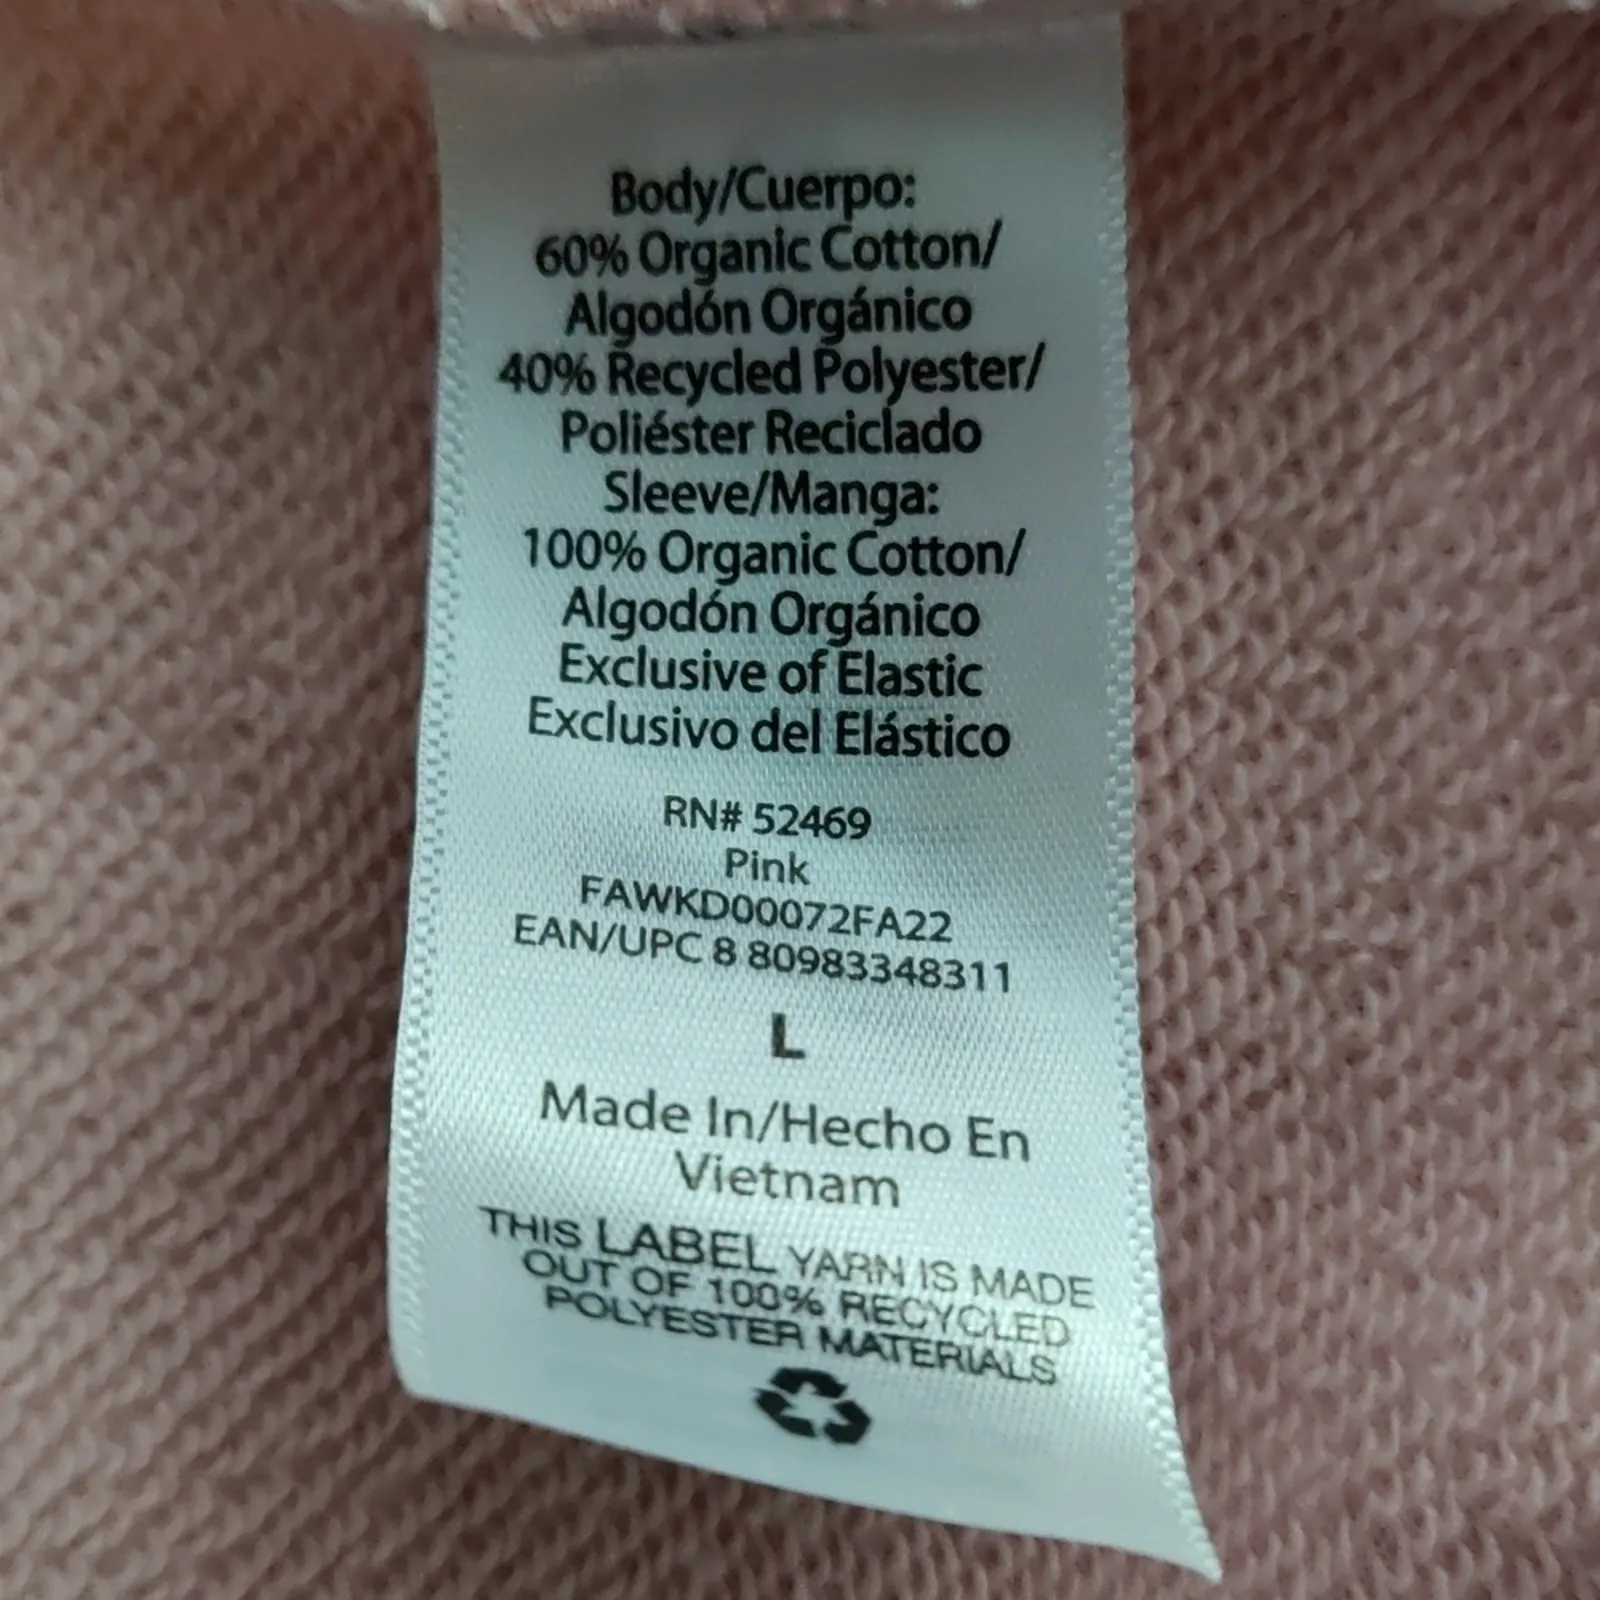 Body/Cuerpo:
60% Organic Cotton/
Algodón Orgánico
40% Recycled Polyester/
Poliéster Reciclado
Sleeve/Manga:
100% Organic Cotton/
Algodón Orgánico
Exclusive of Elastic
Exclusivo del Elástico
RN# 52469
Pink
FAWKD00072FA22
EAN/UPC 8 80983348311
L
Made In/Hecho En
Vietnam
THIS LABEL YARN IS MADE
OUT OF 100% RECYCLED
POLYESTER MATERIALS